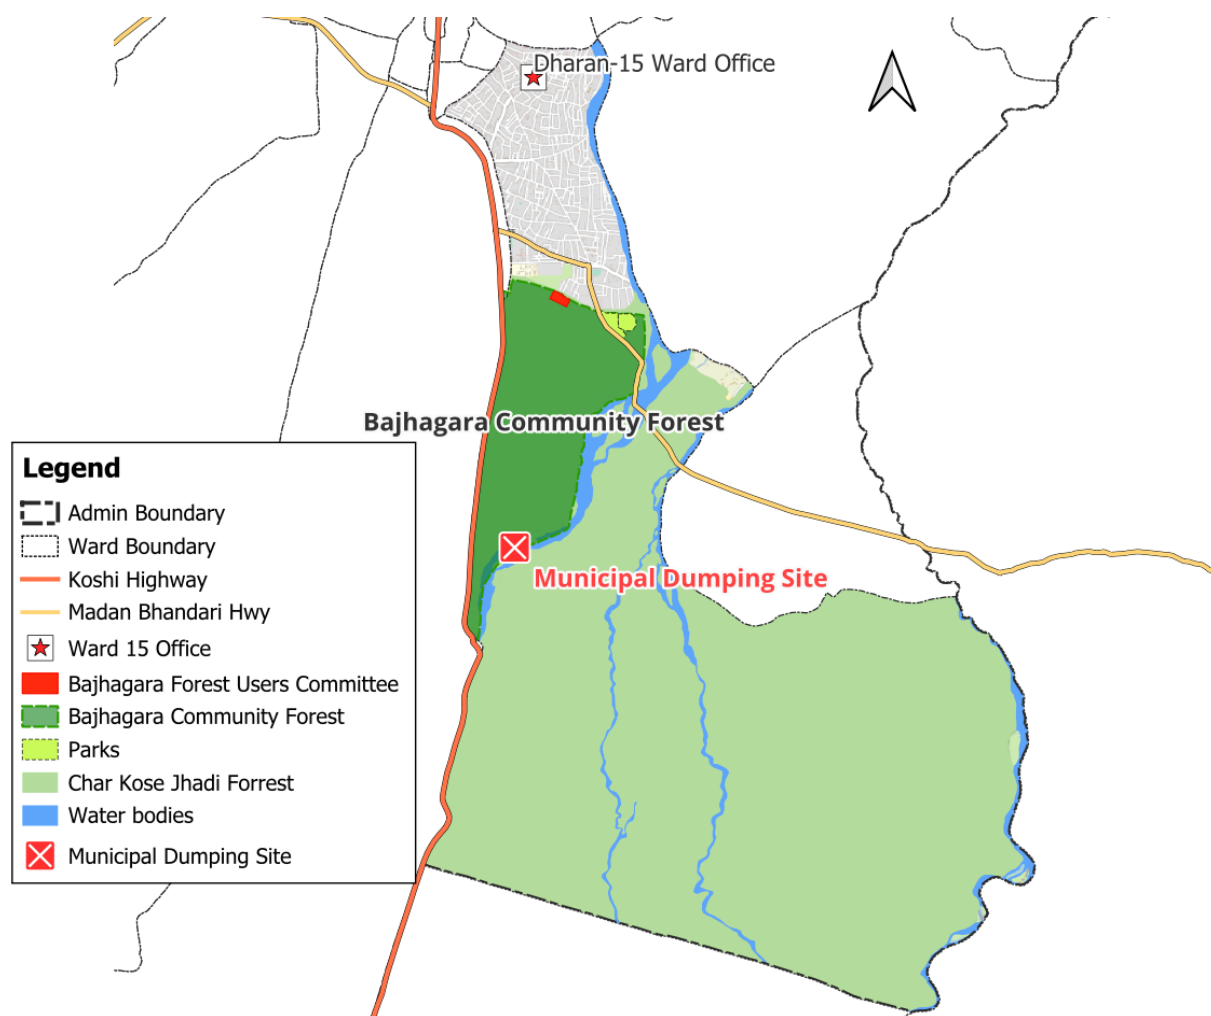 Dharan-15 Ward Office
Bajhagara Community Forest
Municipal Dumping Site
Legend
Admin Boundary
Ward Boundary
Koshi Highway
Madan Bhandari Hwy
Ward 15 Office
Bajhagara Forest Users Committee
Bajhagara Community Forest
Parks
Char Kose Jhadi Forrest
Water bodies
Municipal Dumping Site